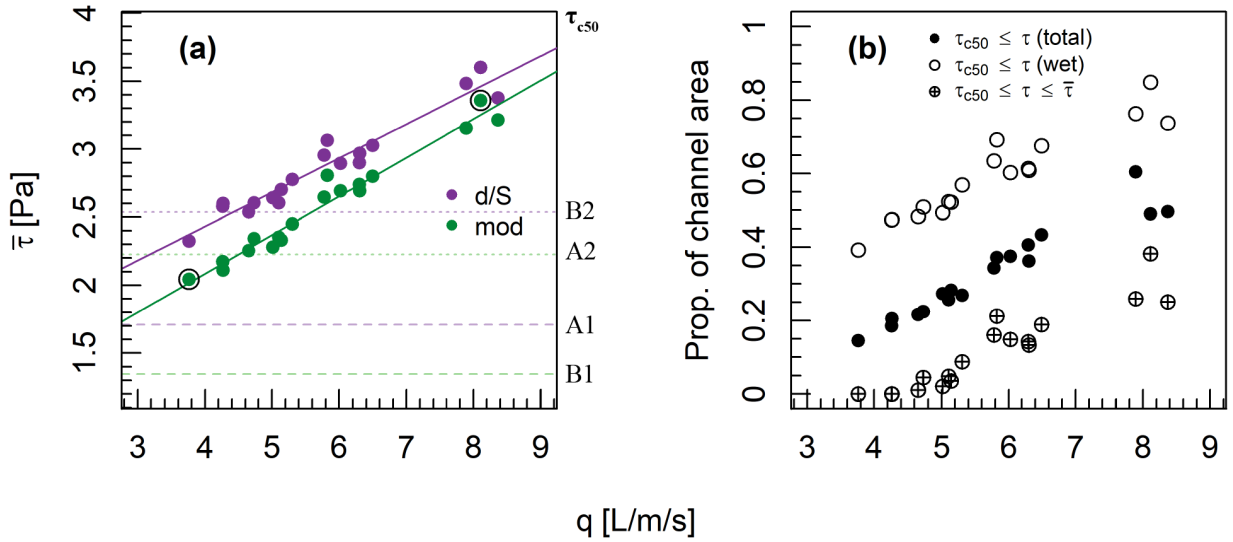 (a)
τc50
4
3.5
3
2.5
2
1.5
τ̅ [Pa]
d/S
mod
B2
A2
A1
B1
3 4 5 6 7 8 9
(b)
τc50 ≤ τ (total)
τc50 ≤ τ (wet)
τc50 ≤ τ ≤ τ̅
Prop. of channel area
0.8
0.6
0.4
0.2
0
1
3 4 5 6 7 8 9
q [L/m/s]